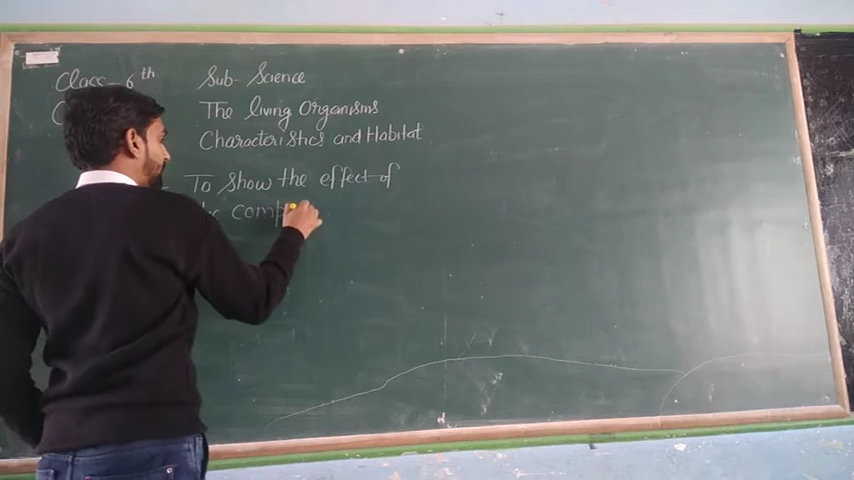 Class - 6th
Sub - Science
The living Organisms
Characteristics and Habitat
To show the effect of
comp